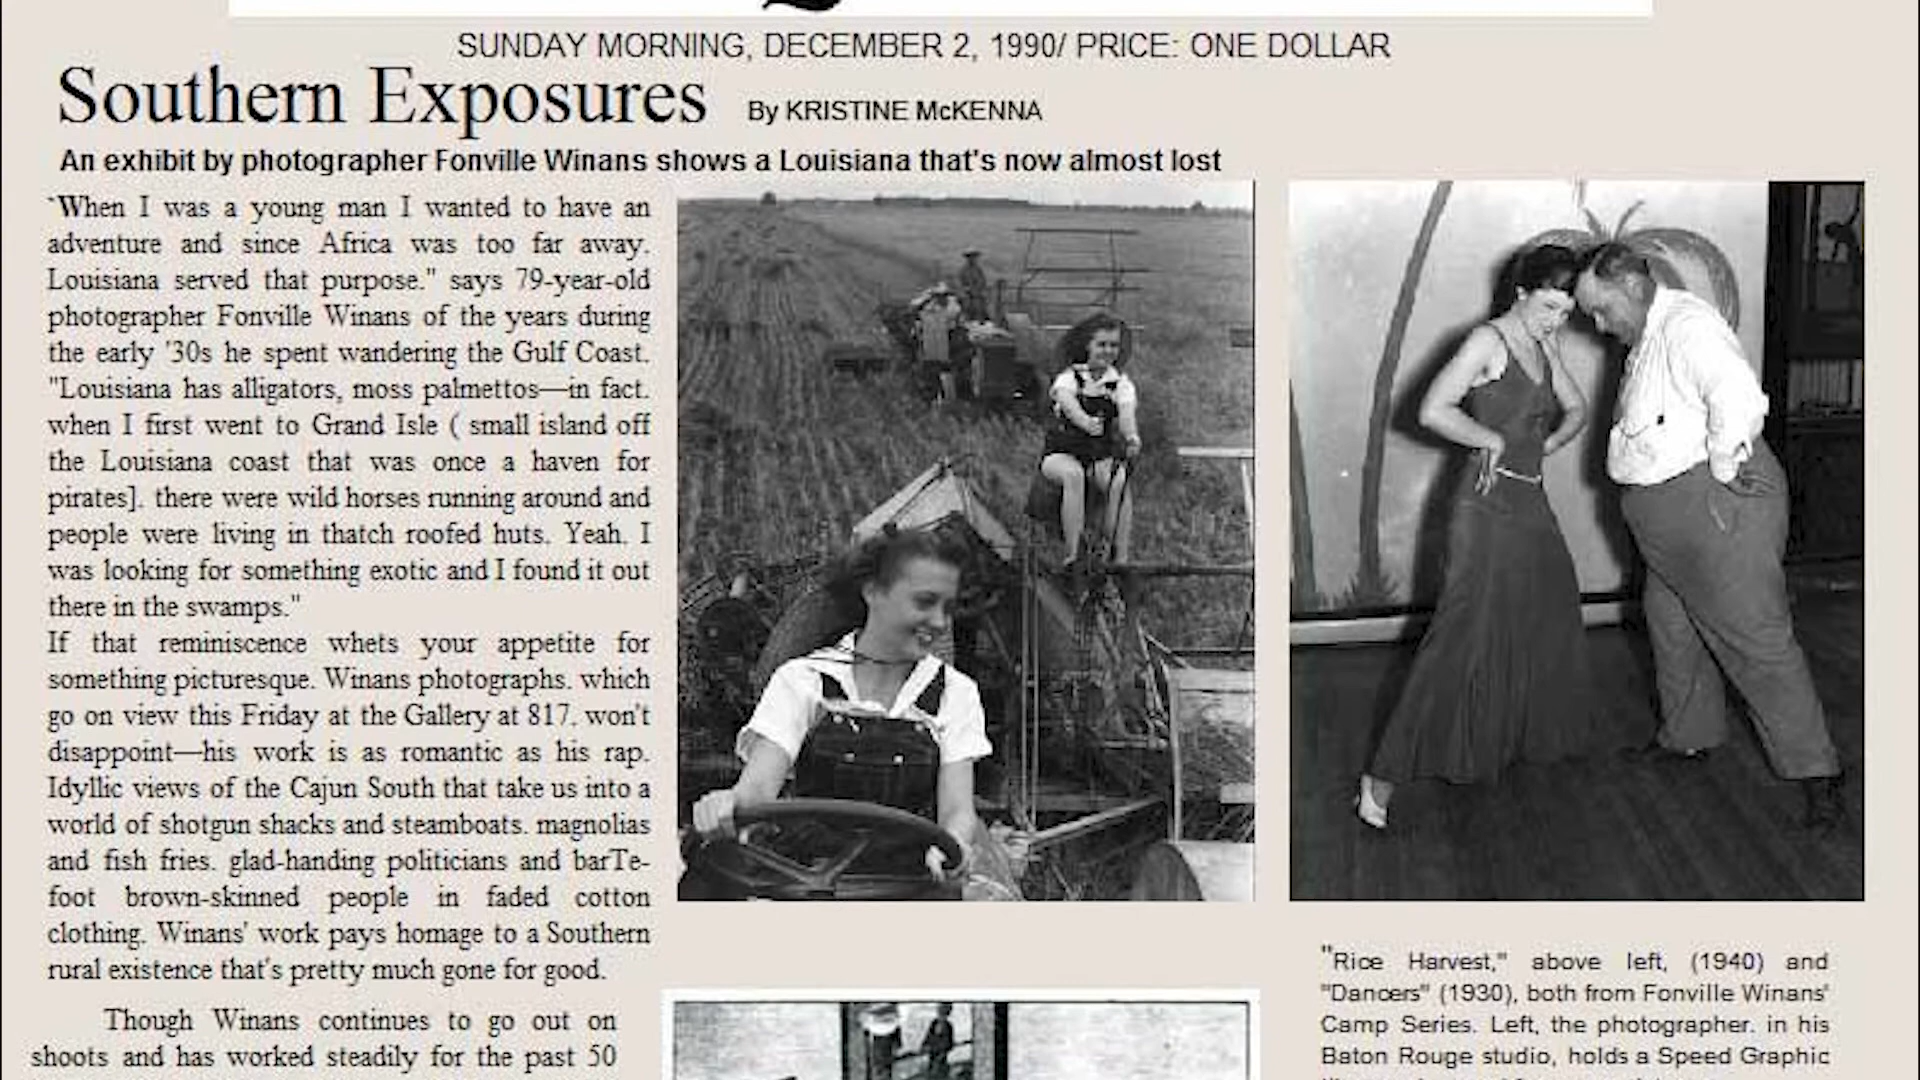 SUNDAY MORNING, DECEMBER 2, 1990/ PRICE: ONE DOLLAR
Southern Exposures By KRISTINE McKENNA
An exhibit by photographer Fonville Winans shows a Louisiana that's now almost lost
`When I was a young man I wanted to have an
adventure and since Africa was too far away.
Louisiana served that purpose." says 79-year-old
photographer Fonville Winans of the years during
the early '30s he spent wandering the Gulf Coast.
"Louisiana has alligators, moss palmettos—in fact.
when I first went to Grand Isle ( small island off
the Louisiana coast that was once a haven for
pirates]. there were wild horses running around and
people were living in thatch roofed huts. Yeah. I
was looking for something exotic and I found it out
there in the swamps."
If that reminiscence whets your appetite for
something picturesque. Winans photographs. which
go on view this Friday at the Gallery at 817. won't
disappoint—his work is as romantic as his rap.
Idyllic views of the Cajun South that take us into a
world of shotgun shacks and steamboats. magnolias
and fish fries. glad-handing politicians and barTe-
foot brown-skinned people in faded cotton
clothing. Winans' work pays homage to a Southern
rural existence that's pretty much gone for good.
Though Winans continues to go out on
shoots and has worked steadily for the past 50
"Rice Harvest," above left, (1940) and
"Dancers" (1930), both from Fonville Winans'
Camp Series. Left, the photographer. in his
Baton Rouge studio, holds a Speed Graphic